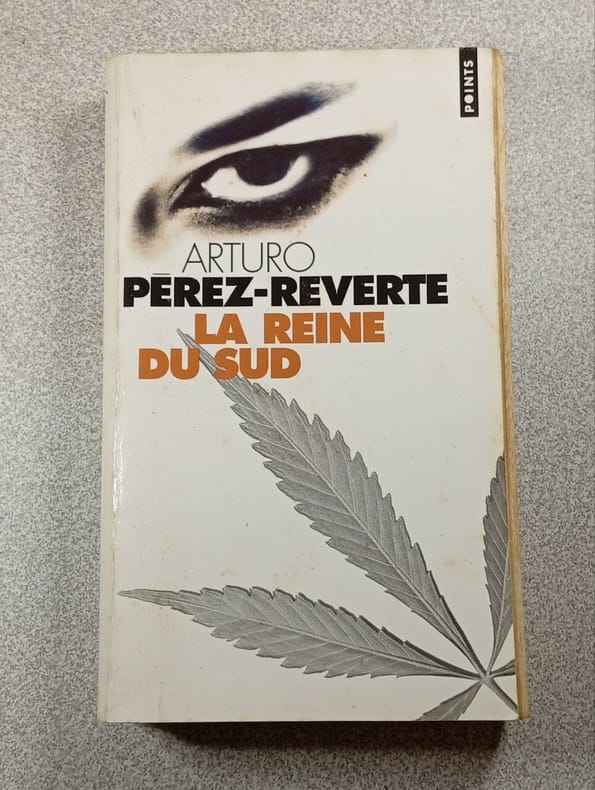 POINTS
ARTURO
PÉREZ-REVERTE
LA REINE
DU SUD